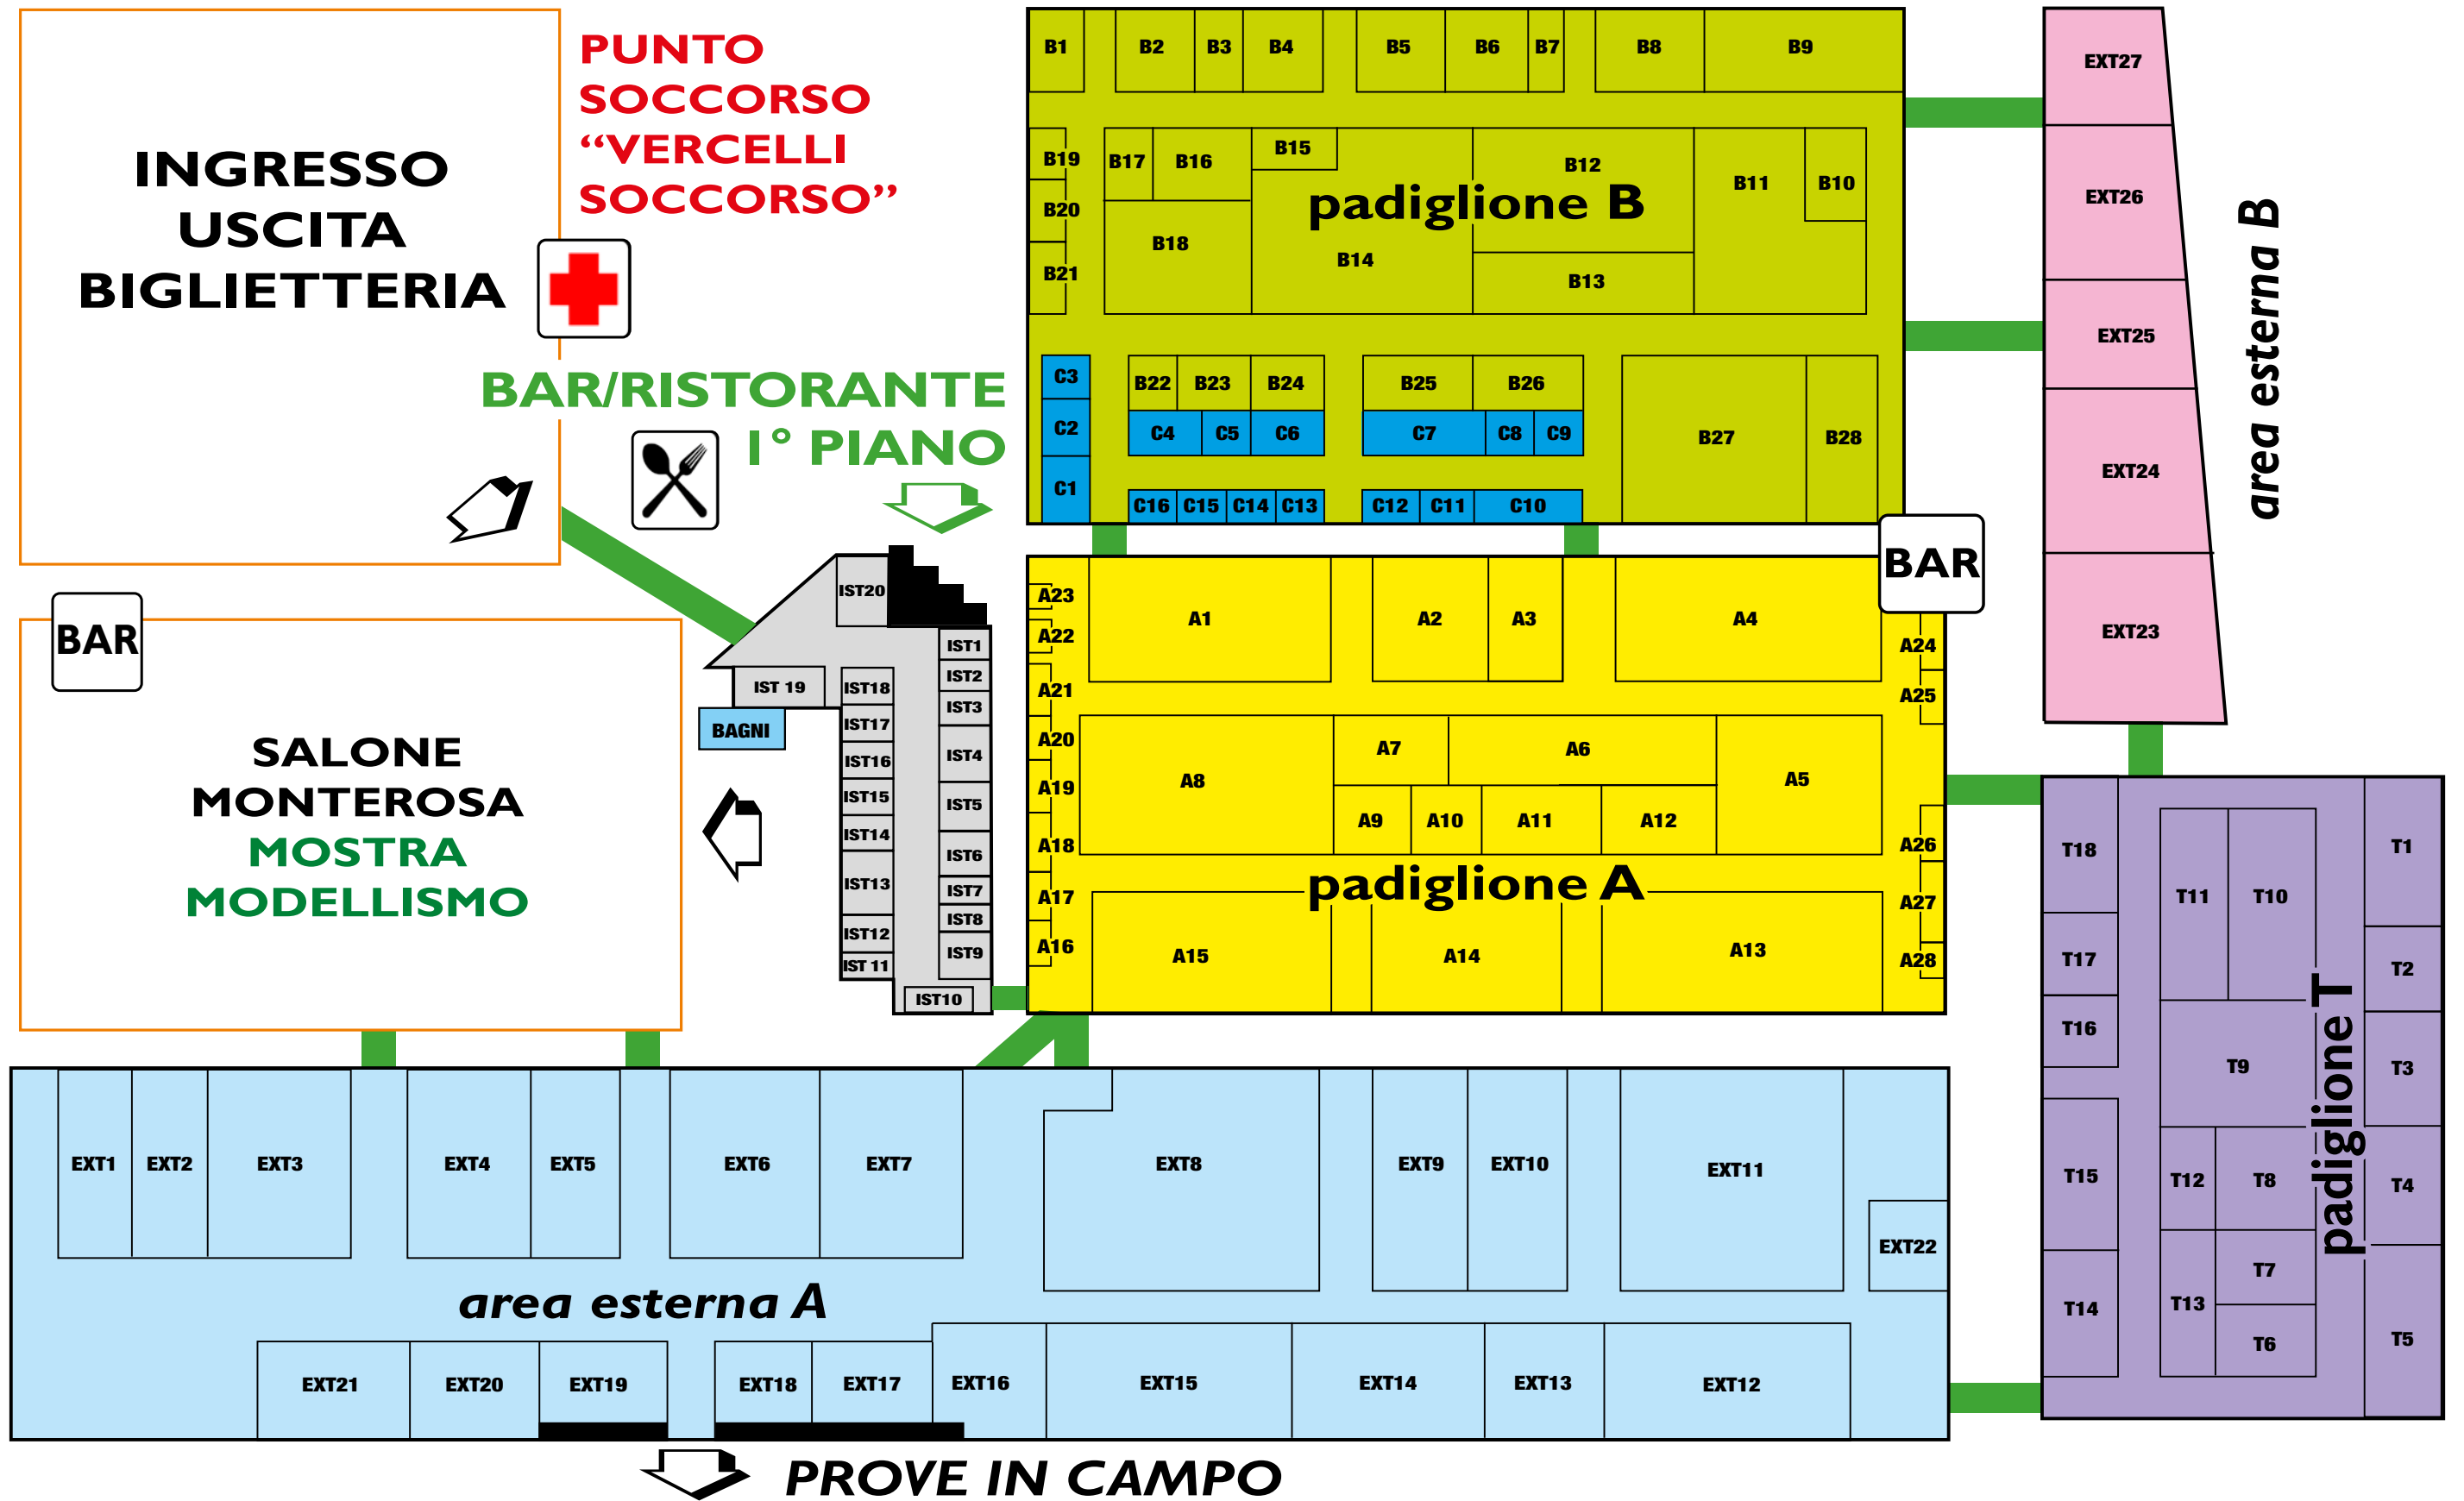 INGRESSO
USCITA
BIGLIETTERIA
PUNTO
SOCCORSO
“VERCELLI
SOCCORSO”
BAR/RISTORANTE
1° PIANO
BAR
SALONE
MONTEROSA
MOSTRA
MODELLISMO
BAGNI
IST20
IST 19
IST18
IST17
IST16
IST15
IST14
IST13
IST12
IST 11
IST1
IST2
IST3
IST4
IST5
IST6
IST7
IST8
IST9
IST10
B1 B2 B3 B4 B5 B6 B7 B8 B9
B19 B17 B16 B15 B12 B11 B10
padiglione B
B20
B18 B14 B13
B21
C3 B22 B23 B24 B25 B26
C2 C4 C5 C6 C7 C8 C9 B27 B28
C1 C16 C15 C14 C13 C12 C11 C10
BAR
A23 A1 A2 A3 A4
A22 A24
A21 A25
A20 A7 A6
A19 A8 A5
A18 A9 A10 A11 A12 A26
padiglione A
A17 A27
A16 A15 A14 A13 A28
EXT27
EXT26
EXT25
EXT24
EXT23
area esterna B
T18 T11 T10 T1
T17 T2
T16 T9 T3
T15 T12 T8 T4
T14 T13 T7 T5
T6
padiglione T
EXT1 EXT2 EXT3 EXT4 EXT5 EXT6 EXT7 EXT8 EXT9 EXT10 EXT11
EXT22
area esterna A
EXT21 EXT20 EXT19 EXT18 EXT17 EXT16 EXT15 EXT14 EXT13 EXT12
PROVE IN CAMPO